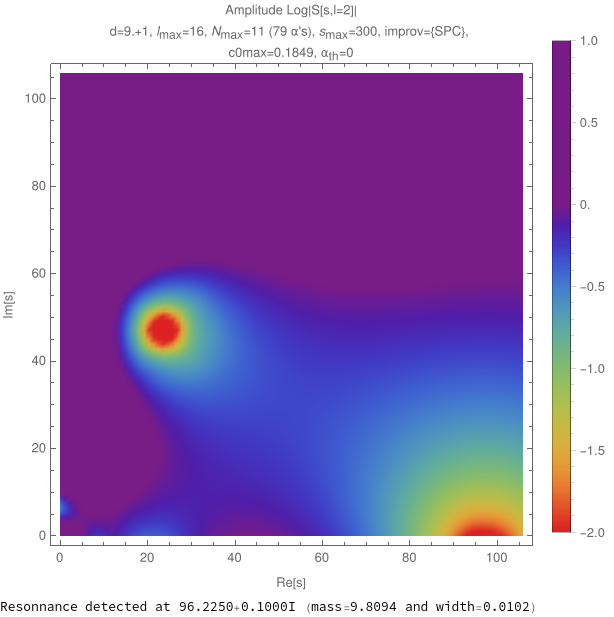 Amplitude Log|S[s,l=2]|
d=9.+1, lmax=16, Nmax=11 (79 α's), smax=300, improv={SPC},
c0max=0.1849, αth=0
Im[s]
100
80
60
40
20
0
0 20 40 60 80 100
Re[s]
1.0
0.5
0.
-0.5
-1.0
-1.5
-2.0
Resonnance detected at 96.2250+0.1000I (mass=9.8094 and width=0.0102)